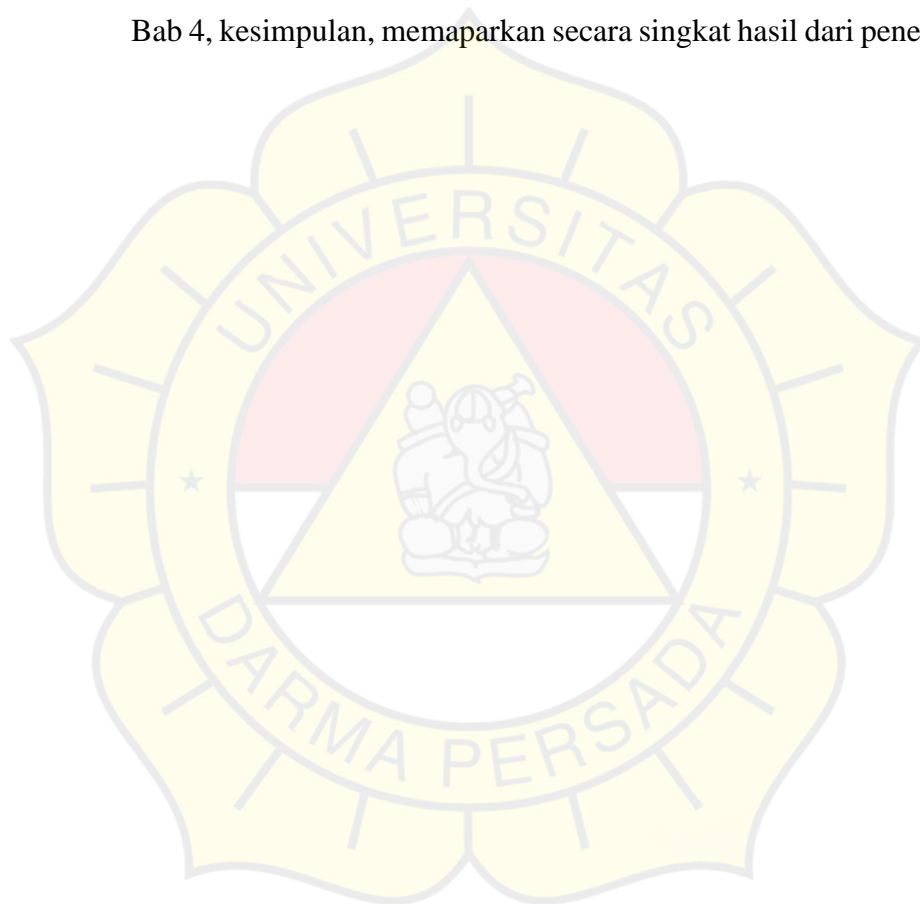 Bab 4, kesimpulan, memaparkan secara singkat hasil dari pene
UNIVERSITAS
DARMA PERSADA